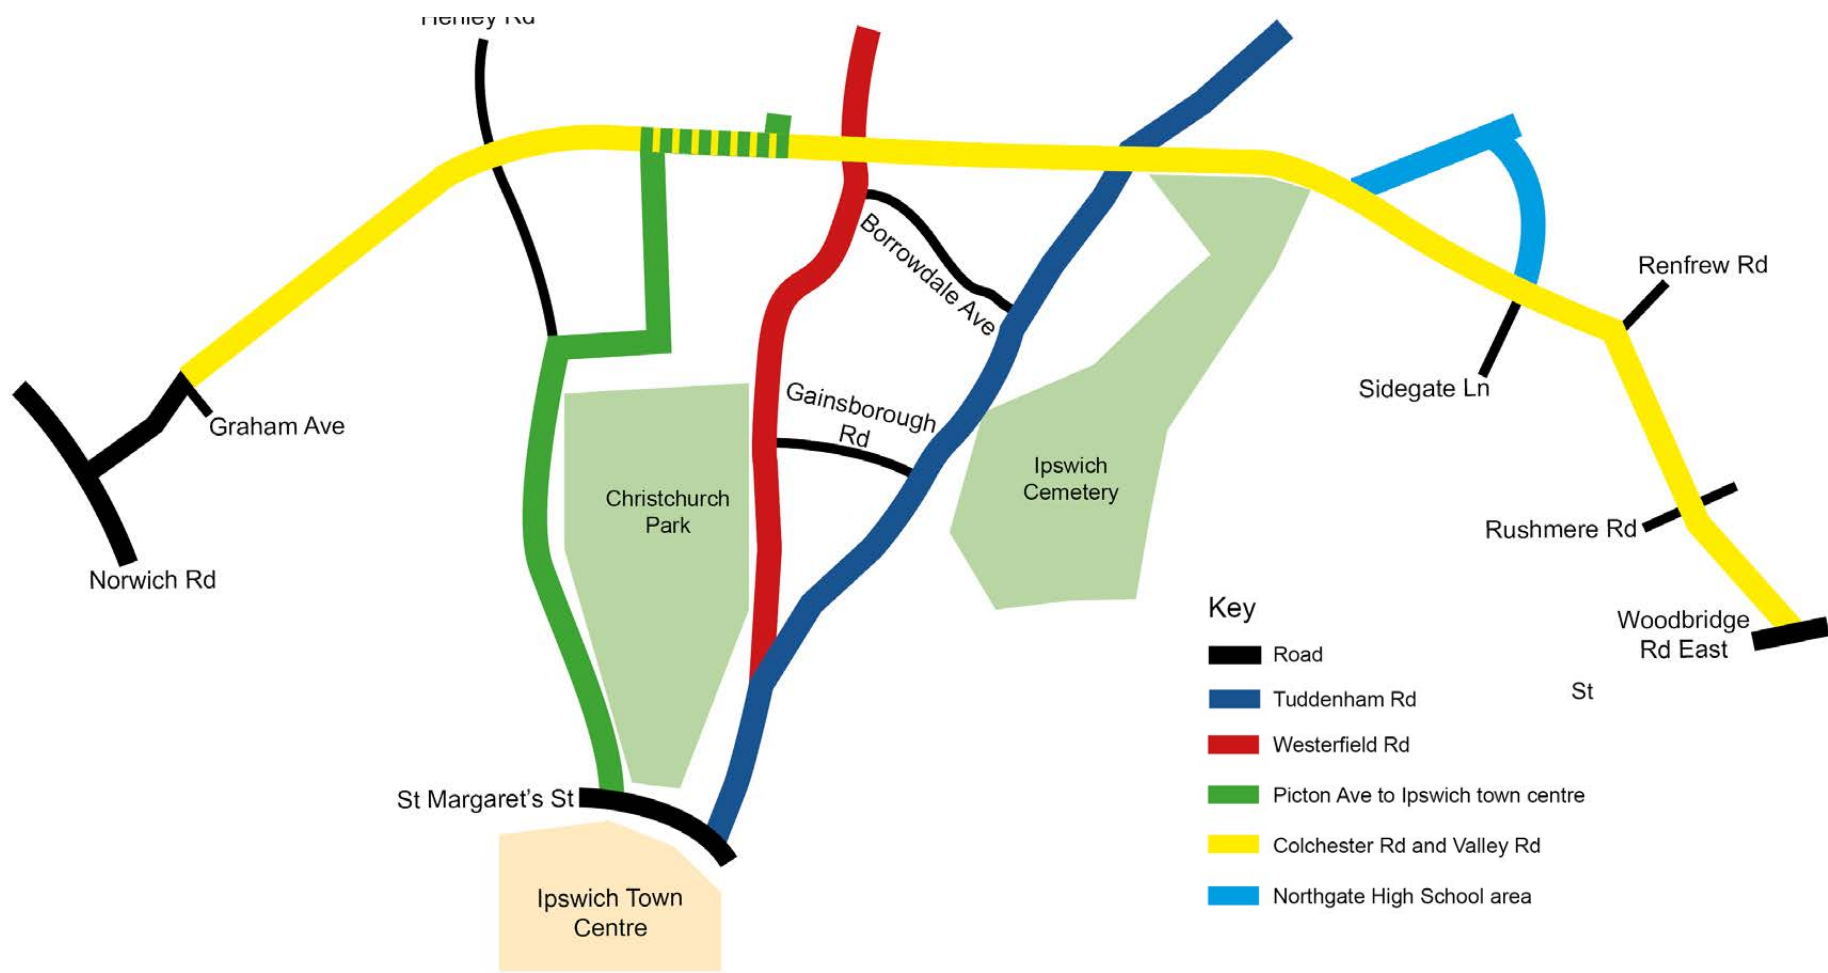 Henley Rd
Borrowdale Ave
Renfrew Rd
Sidegate Ln
Graham Ave
Gainsborough
Rd
Ipswich
Cemetery
Christchurch
Park
Rushmere Rd
Norwich Rd
Woodbridge
Rd East
St
St Margaret's St
Ipswich Town
Centre
Key
Road
Tuddenham Rd
Westerfield Rd
Picton Ave to Ipswich town centre
Colchester Rd and Valley Rd
Northgate High School area